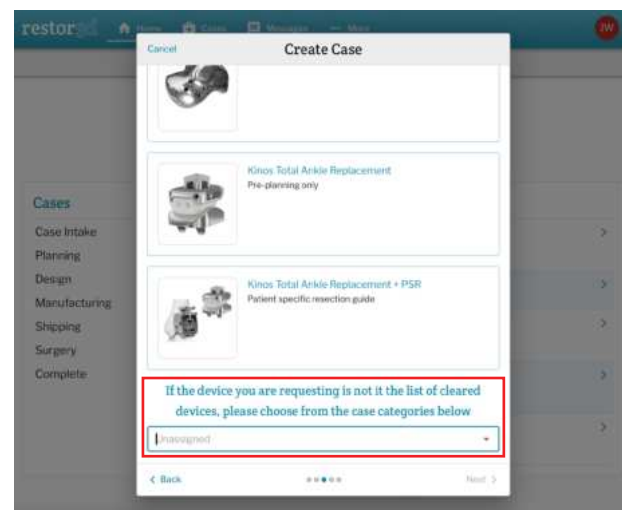 restor3d Home Cases Messages More JW
Cancel Create Case
Kinos Total Ankle Replacement
Pre-planning only
Kinos Total Ankle Replacement + PSR
Patient specific resection guide
Cases
Case Intake
Planning
Design
Manufacturing
Shipping
Surgery
Complete
If the device you are requesting is not it the list of cleared
devices, please choose from the case categories below
Unassigned
< Back Next >